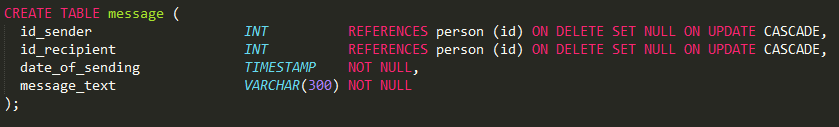 CREATE TABLE message (
id_sender INT REFERENCES person (id) ON DELETE SET NULL ON UPDATE CASCADE,
id_recipient INT REFERENCES person (id) ON DELETE SET NULL ON UPDATE CASCADE,
date_of_sending TIMESTAMP NOT NULL,
message_text VARCHAR(300) NOT NULL
);